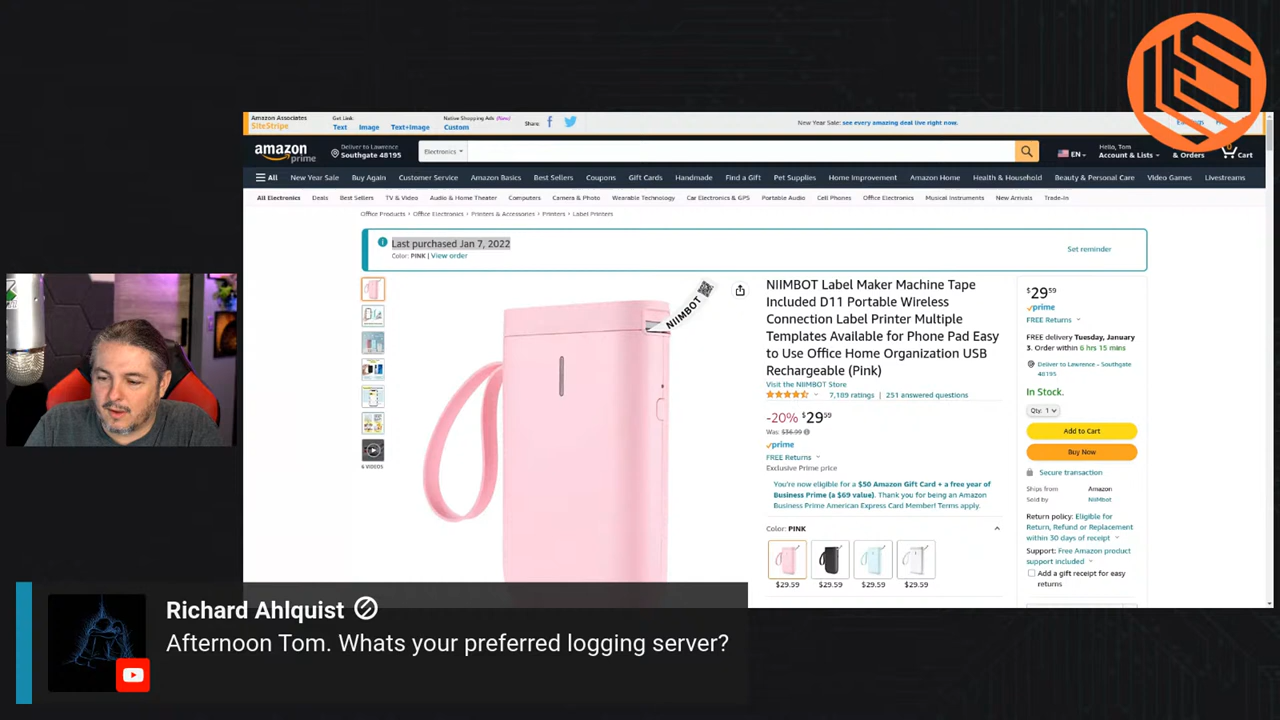 Amazon Associates
SiteStripe
Get Link:
Text Image Text+Image
Native Shopping Ads (New)
Custom
Share:
New Year Sale: see every amazing deal live right now.
amazon
prime
Deliver to Lawrence
Southgate 48195
Electronics
EN
Hello, Tom
Account & Lists
& Orders
0
Cart
All New Year Sale Buy Again Customer Service Amazon Basics Best Sellers Coupons Gift Cards Handmade Find a Gift Pet Supplies Home Improvement Amazon Home Health & Household Beauty & Personal Care Video Games Livestreams
All Electronics Deals Best Sellers TV & Video Audio & Home Theater Computers Camera & Photo Wearable Technology Car Electronics & GPS Portable Audio Cell Phones Office Electronics Musical Instruments New Arrivals Trade-In
Office Products › Office Electronics › Printers & Accessories › Printers › Label Printers
Last purchased Jan 7, 2022
Color: PINK | View order
Set reminder
NIIMBOT
6 VIDEOS
NIIMBOT Label Maker Machine Tape
Included D11 Portable Wireless
Connection Label Printer Multiple
Templates Available for Phone Pad Easy
to Use Office Home Organization USB
Rechargeable (Pink)
Visit the NIIMBOT Store
7,189 ratings | 251 answered questions
-20% $29 59
Was: $36.99
prime
FREE Returns
Exclusive Prime price
You're now eligible for a $50 Amazon Gift Card + a free year of
Business Prime (a $69 value). Thank you for being an Amazon
Business Prime American Express Card Member! Terms apply.
Color: PINK
$29.59 $29.59 $29.59 $29.59
$29 59
prime
FREE Returns
FREE delivery Tuesday, January
3. Order within 6 hrs 15 mins
Deliver to Lawrence - Southgate
48195
In Stock.
Qty: 1
Add to Cart
Buy Now
Secure transaction
Ships from Amazon
Sold by NIIMBOT
Return policy: Eligible for
Return, Refund or Replacement
within 30 days of receipt
Support: Free Amazon product
support included
Add a gift receipt for easy
returns
Richard Ahlquist
Afternoon Tom. Whats your preferred logging server?